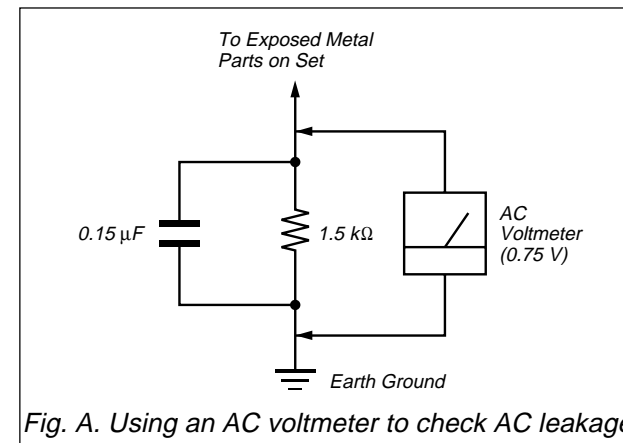 To Exposed Metal
Parts on Set
0.15 μF
1.5 kΩ
AC
Voltmeter
(0.75 V)
Earth Ground
Fig. A. Using an AC voltmeter to check AC leakage